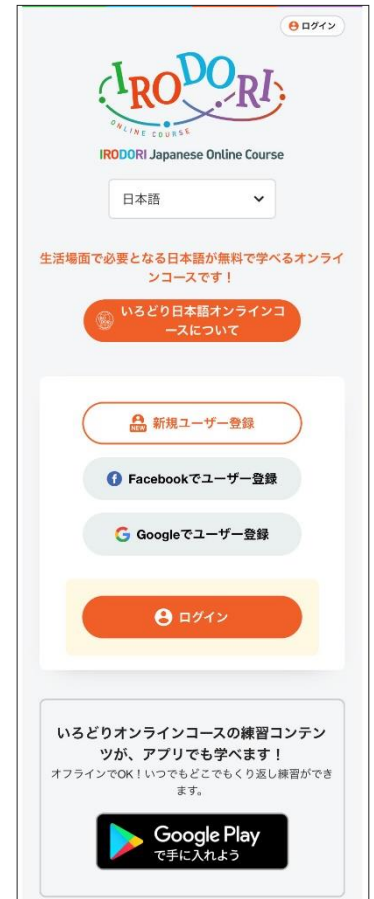 ログイン
IRODORI
ONLINE COURSE
IRODORI Japanese Online Course
日本語
生活場面で必要となる日本語が無料で学べるオンライ
ンコースです！
いろどり日本語オンラインコ
ースについて
NEW 新規ユーザー登録
Facebookでユーザー登録
Googleでユーザー登録
ログイン
いろどりオンラインコースの練習コンテン
ツが、アプリでも学べます！
オフラインでOK！いつでもどこでもくり返し練習ができ
ます。
Google Play
で手に入れよう